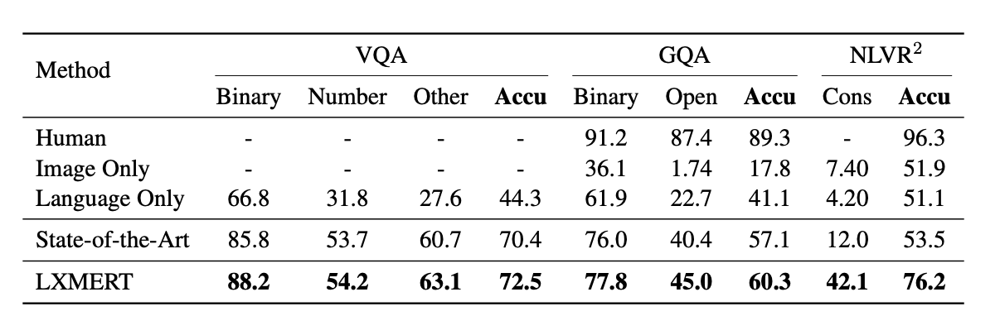 Method VQA GQA NLVR²
Binary Number Other Accu Binary Open Accu Cons Accu
Human - - - - 91.2 87.4 89.3 - 96.3
Image Only - - - - 36.1 1.74 17.8 7.40 51.9
Language Only 66.8 31.8 27.6 44.3 61.9 22.7 41.1 4.20 51.1
State-of-the-Art 85.8 53.7 60.7 70.4 76.0 40.4 57.1 12.0 53.5
LXMERT 88.2 54.2 63.1 72.5 77.8 45.0 60.3 42.1 76.2